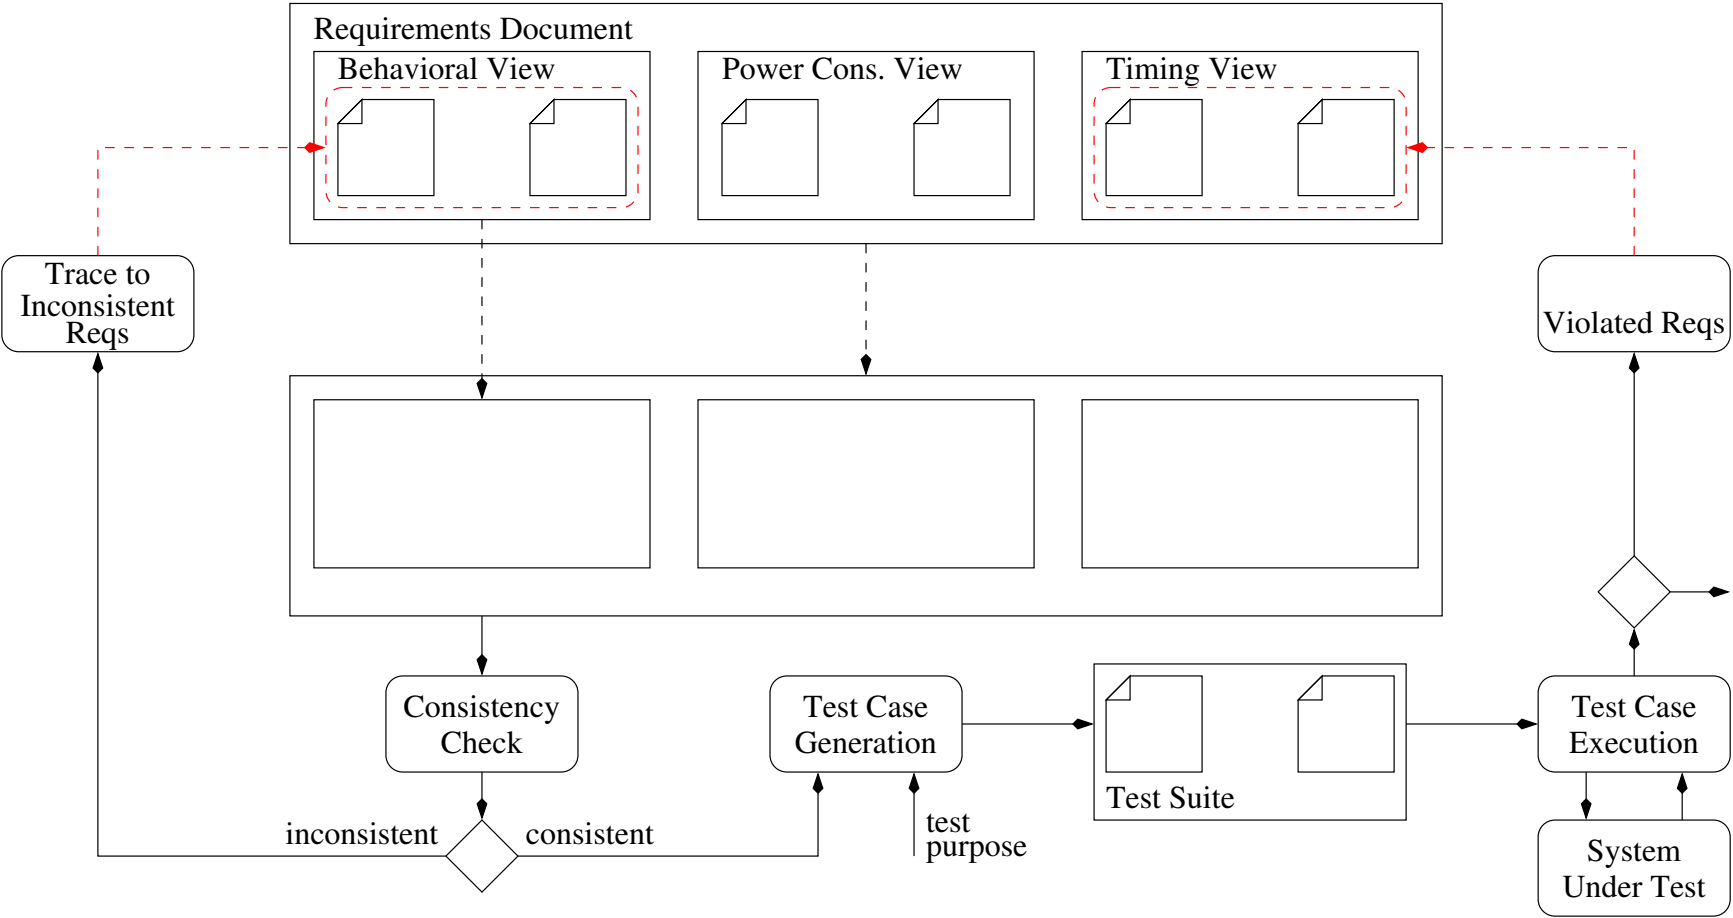 Requirements Document
Behavioral View
Power Cons. View
Timing View
Trace to
Inconsistent
Reqs
Violated Reqs
Consistency
Check
Test Case
Generation
Test Suite
Test Case
Execution
inconsistent
consistent
test
purpose
System
Under Test